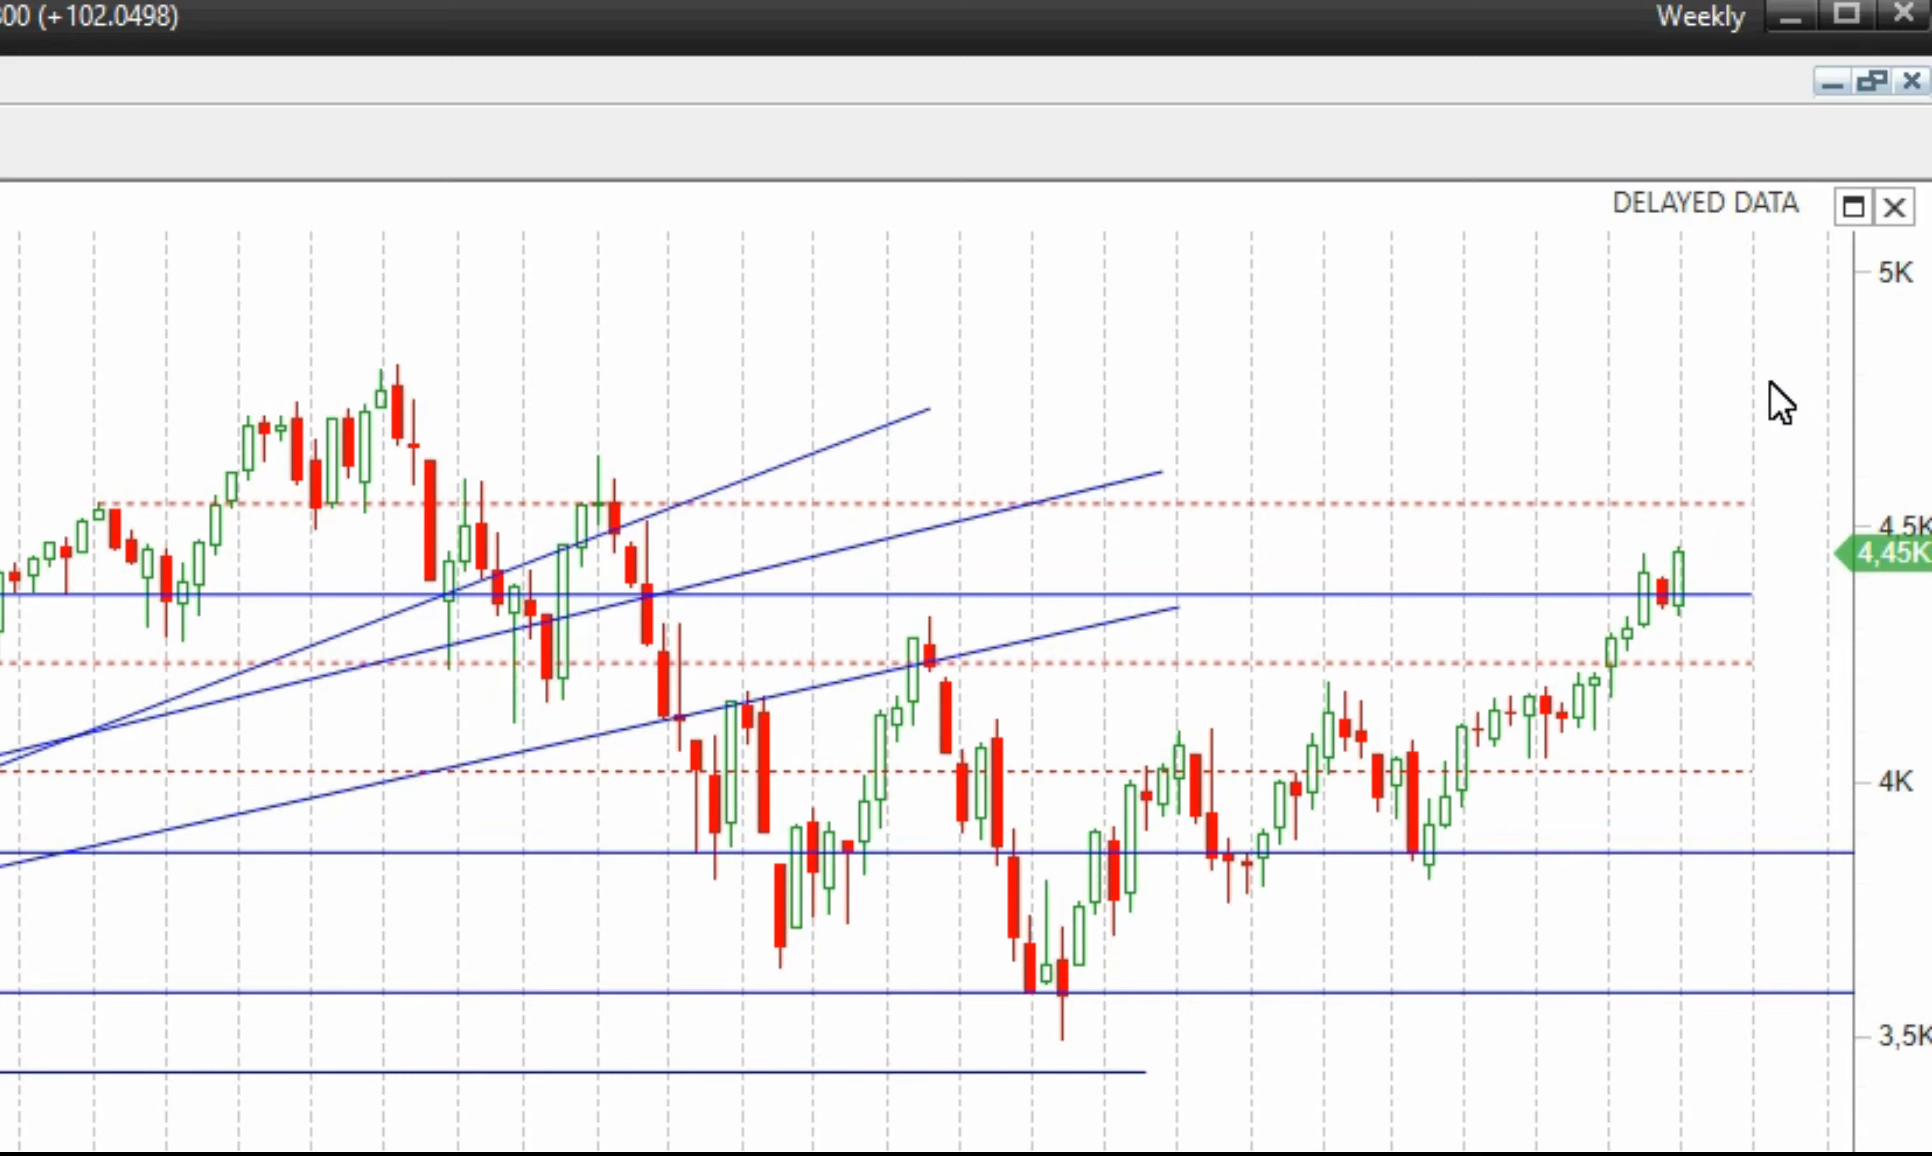 00 (+102.0498)
Weekly
DELAYED DATA
5K
4,5K
4,45K
4K
3,5K